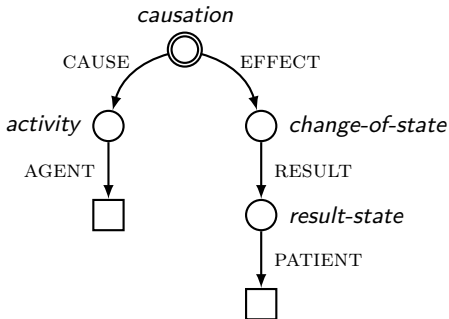 causation
CAUSE
EFFECT
activity
change-of-state
AGENT
RESULT
result-state
PATIENT